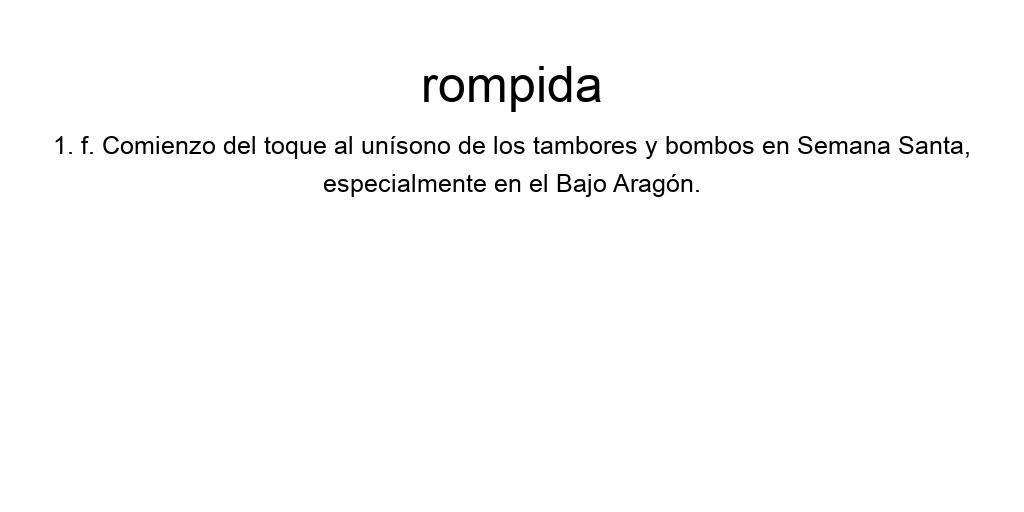 rompida
1. f. Comienzo del toque al unísono de los tambores y bombos en Semana Santa,
especialmente en el Bajo Aragón.